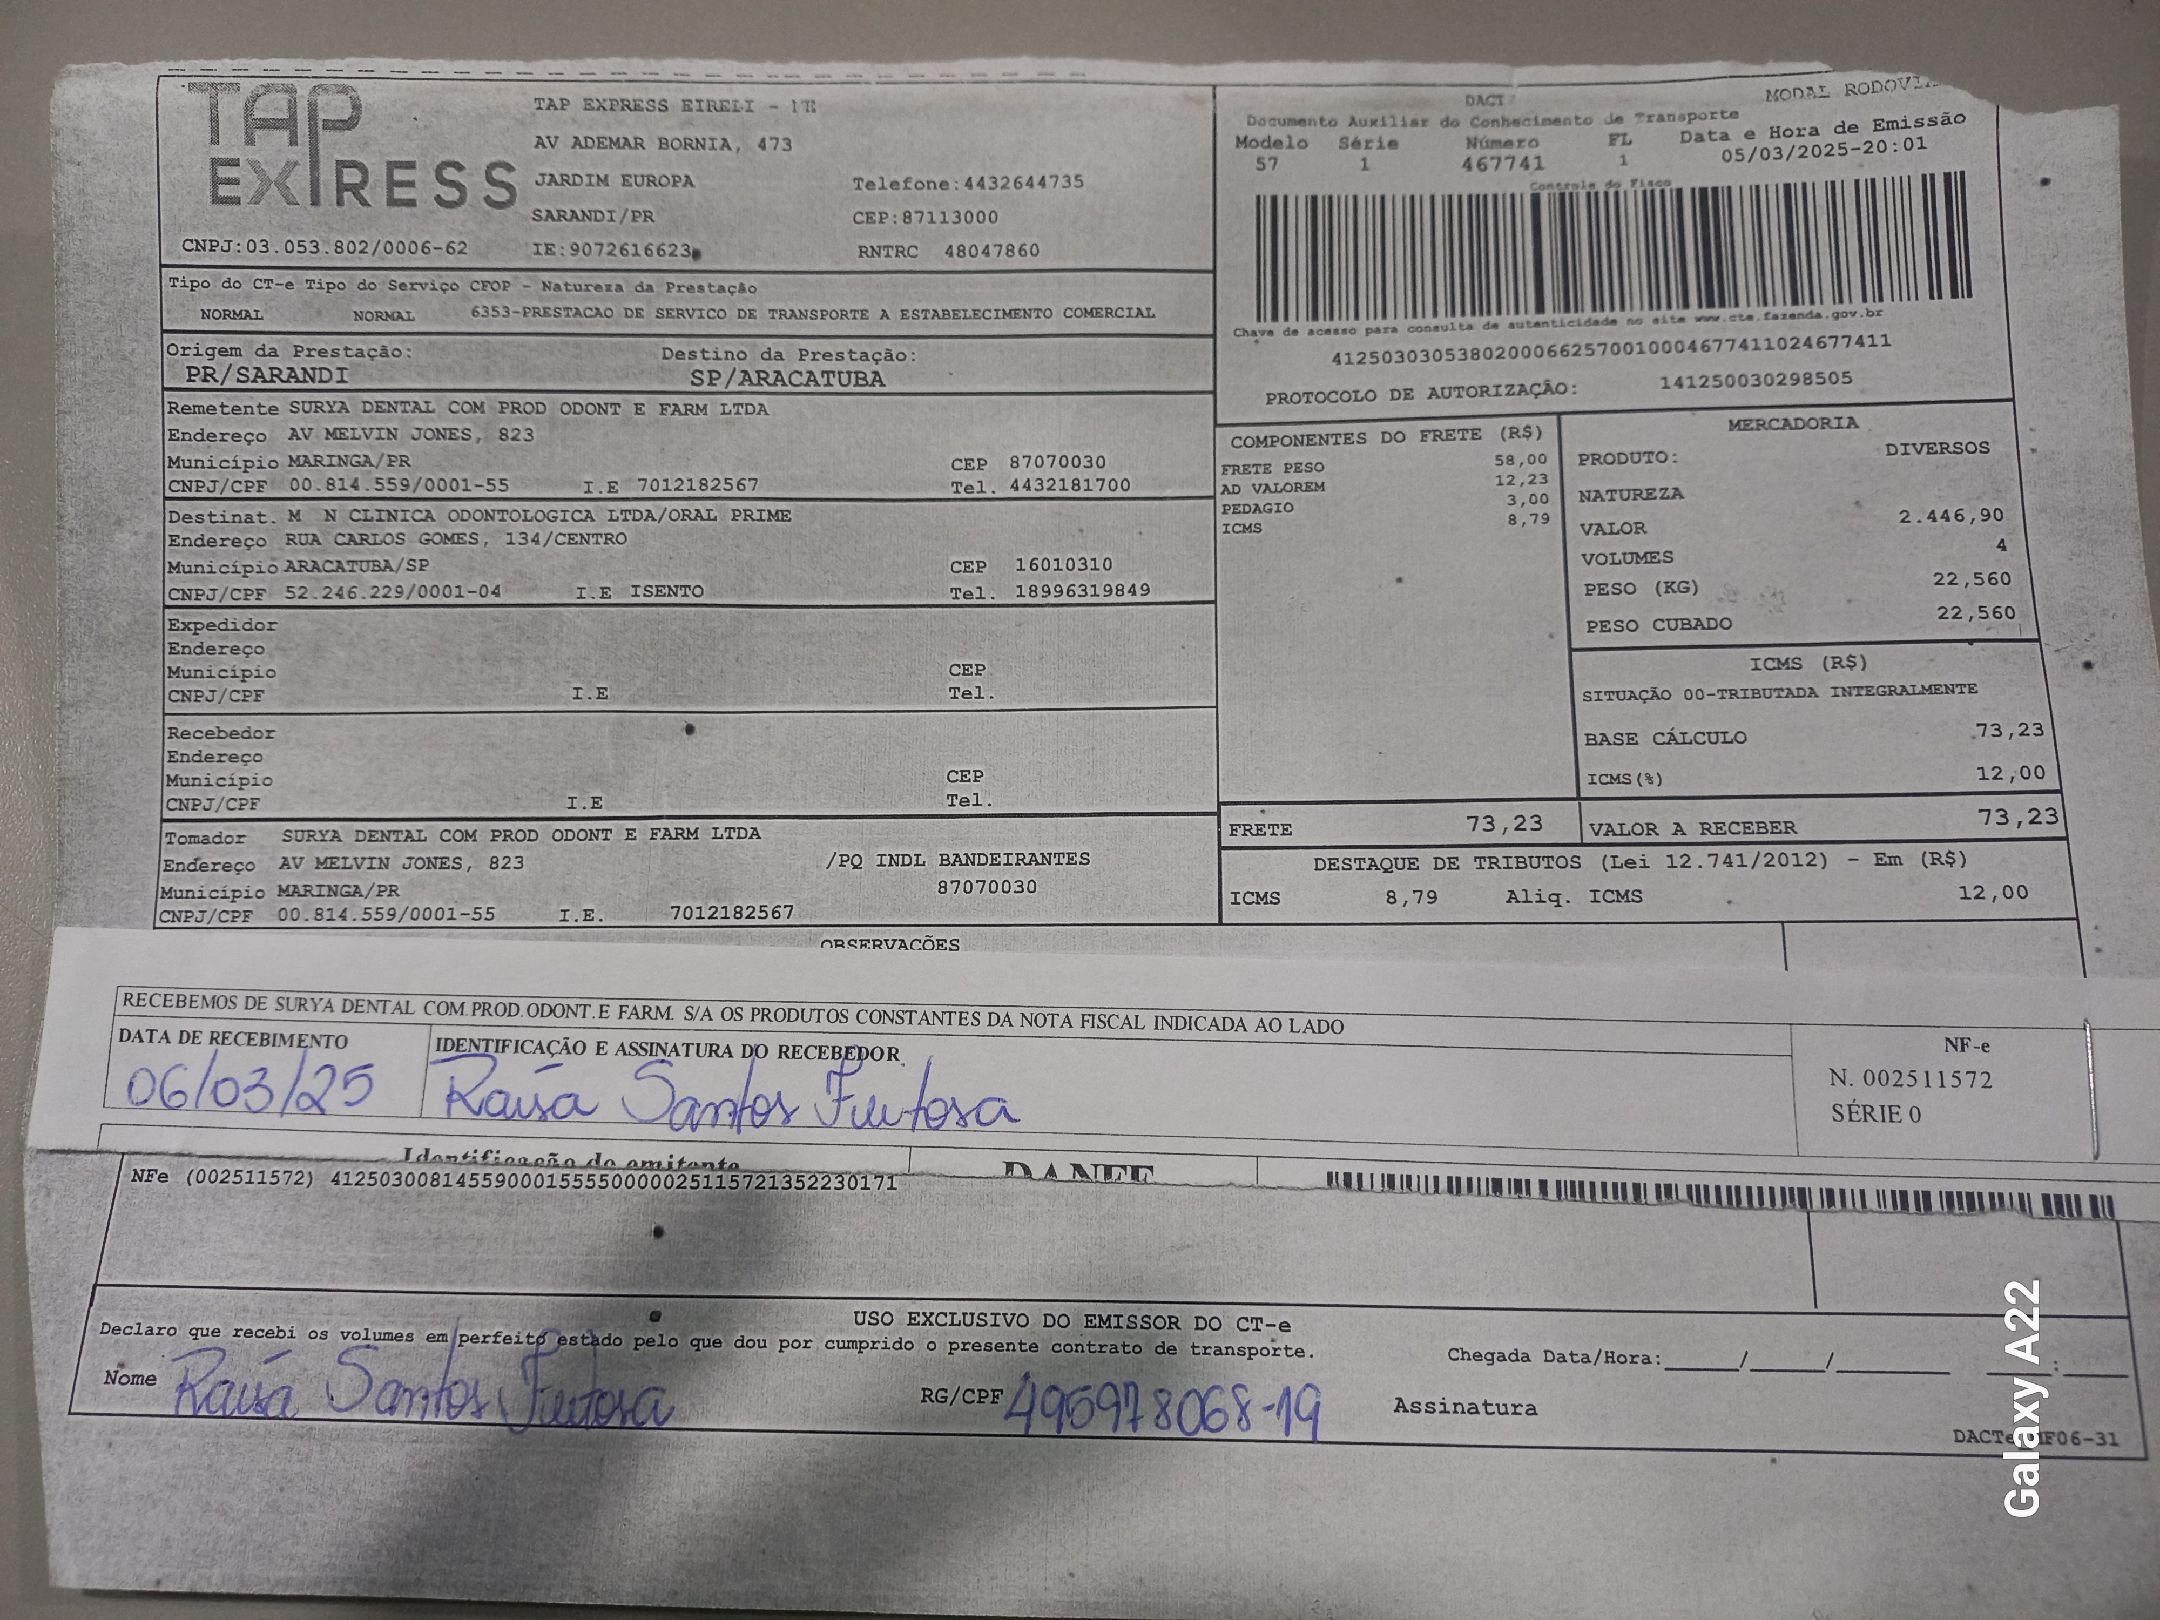 TAP
EXPRESS
TAP EXPRESS EIRELI -
AV ADEMAR BORNIA, 473
JARDIM EUROPA
Telefone:4432644735
SARANDI/PR
CEP:87113000
CNPJ:03.053.802/0006-62
IE:9072616623
RNTRC 48047860
MODAL
Documento Auxiliar do Conhecimento de Transporte
Modelo Série Número FL Data e Hora de Emissão
57 1 467741 1 05/03/2025-20:01
Controle do Fisco
Chave de acesso para consulta de autenticidade no site www.cte.fazenda.gov.br
41250303053802000662570010004677411024677411
PROTOCOLO DE AUTORIZAÇÃO: 141250030298505
Tipo do CT-e Tipo do Serviço CFOP - Natureza da Prestação
NORMAL NORMAL 6353-PRESTACAO DE SERVICO DE TRANSPORTE A ESTABELECIMENTO COMERCIAL
Origem da Prestação: Destino da Prestação:
PR/SARANDI SP/ARACATUBA
Remetente SURYA DENTAL COM PROD ODONT E FARM LTDA
Endereço AV MELVIN JONES, 823
Município MARINGA/PR CEP 87070030
CNPJ/CPF 00.814.559/0001-55 I.E 7012182567 Tel. 4432181700
Destinat. M N CLINICA ODONTOLOGICA LTDA/ORAL PRIME
Endereço RUA CARLOS GOMES, 134/CENTRO
Município ARACATUBA/SP CEP 16010310
CNPJ/CPF 52.246.229/0001-04 I.E ISENTO Tel. 18996319849
Expedidor
Endereço
Município CEP
CNPJ/CPF I.E Tel.
Recebedor
Endereço
Município CEP
CNPJ/CPF I.E Tel.
Tomador SURYA DENTAL COM PROD ODONT E FARM LTDA
Endereço AV MELVIN JONES, 823 /PQ INDL BANDEIRANTES
Município MARINGA/PR 87070030
CNPJ/CPF 00.814.559/0001-55 I.E. 7012182567
COMPONENTES DO FRETE (R$)
FRETE PESO 58,00
AD VALOREM 12,23
PEDAGIO 3,00
ICMS 8,79
MERCADORIA
PRODUTO: DIVERSOS
NATUREZA
VALOR 2.446,90
VOLUMES 4
PESO (KG) 22,560
PESO CUBADO 22,560
ICMS (R$)
SITUAÇÃO 00-TRIBUTADA INTEGRALMENTE
BASE CÁLCULO 73,23
ICMS(%) 12,00
FRETE 73,23 VALOR A RECEBER 73,23
DESTAQUE DE TRIBUTOS (Lei 12.741/2012) - Em (R$)
ICMS 8,79 Aliq. ICMS 12,00
OBSERVAÇÕES
RECEBEMOS DE SURYA DENTAL COM.PROD.ODONT.E FARM. S/A OS PRODUTOS CONSTANTES DA NOTA FISCAL INDICADA AO LADO
DATA DE RECEBIMENTO
06/03/25
IDENTIFICAÇÃO E ASSINATURA DO RECEBEDOR
Raísa Santos Feitosa
NF-e
N. 002511572
SÉRIE 0
Identificação do emitente
DANFE
NFe (002511572) 41250300814559000155550000025115721352230171
USO EXCLUSIVO DO EMISSOR DO CT-e
Declaro que recebi os volumes em perfeito estado pelo que dou por cumprido o presente contrato de transporte.
Chegada Data/Hora:_____/_____/_______ ___:____
Nome Raísa Santos Feitosa
RG/CPF 495978068-19
Assinatura
Galaxy A22